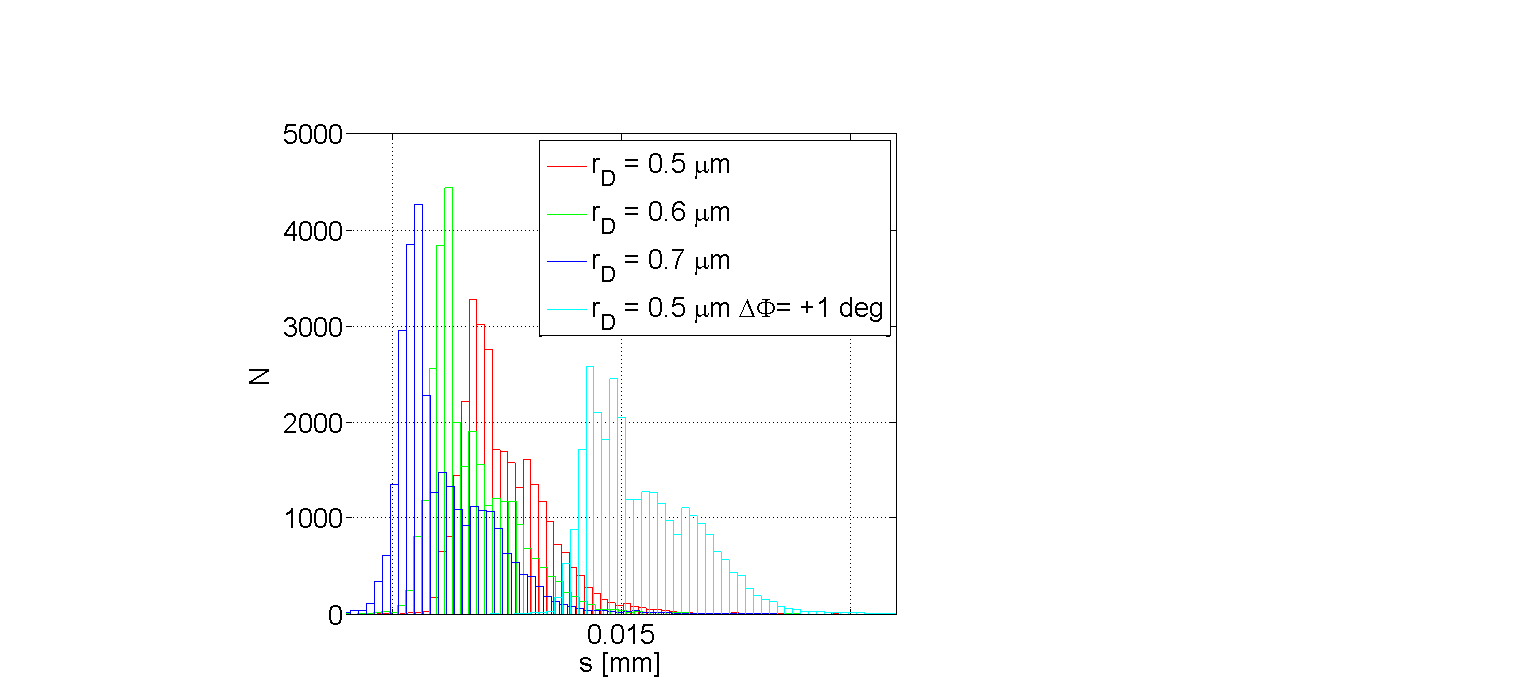 5000
4000
3000
2000
1000
0
N
r_D = 0.5 μm
r_D = 0.6 μm
r_D = 0.7 μm
r_D = 0.5 μm ΔΦ= +1 deg
0.015
s [mm]